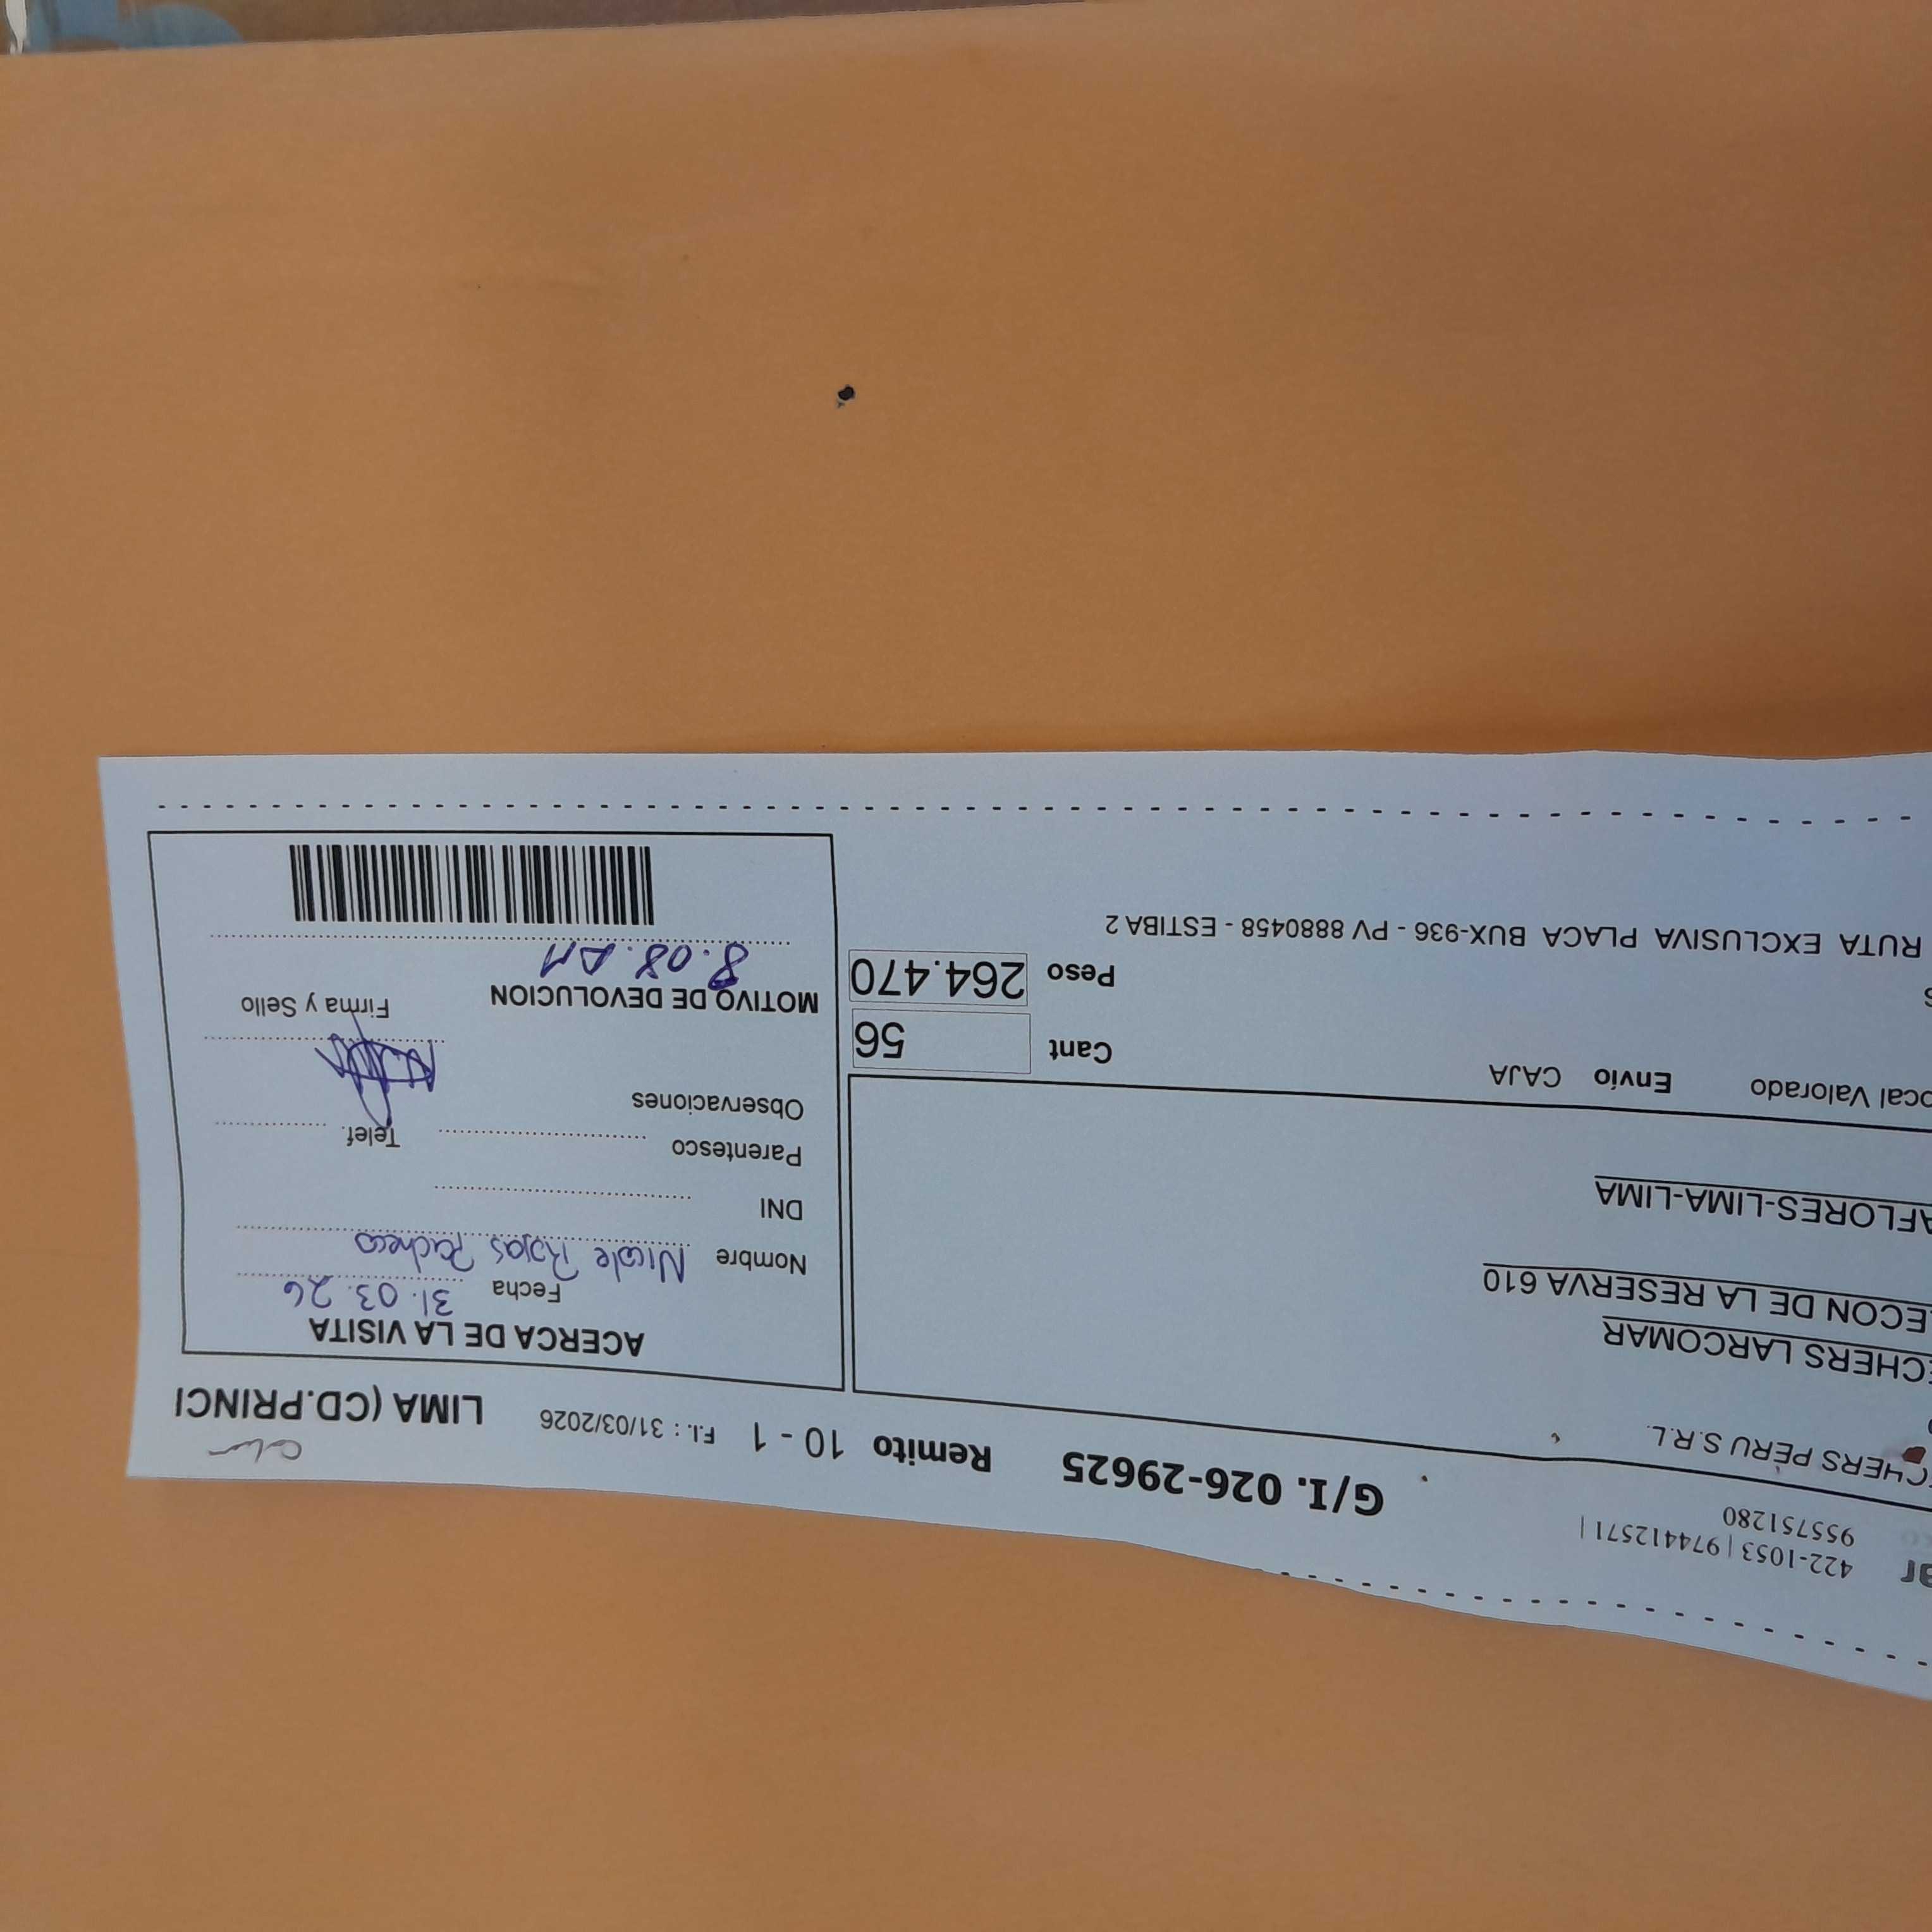 ar
422-1053 | 974412571 |
955751280
G/I. 026-29625 Remito 10 - 1 F.I. : 31/03/2026 LIMA (CD.PRINCI
CHERS PERU S.R.L.
ECHERS LARCOMAR
ECON DE LA RESERVA 610
AFLORES-LIMA-LIMA
ocal Valorado Envío CAJA
Cant 56
Peso 264.470
RUTA EXCLUSIVA PLACA BUX-936 - PV 8880458 - ESTIBA 2
ACERCA DE LA VISITA
Fecha 31.03.26
Nombre Nicole Rojas Pacheco
DNI
Parentesco Telef.
Observaciones
MOTIVO DE DEVOLUCION Firma y Sello
8.08.AM